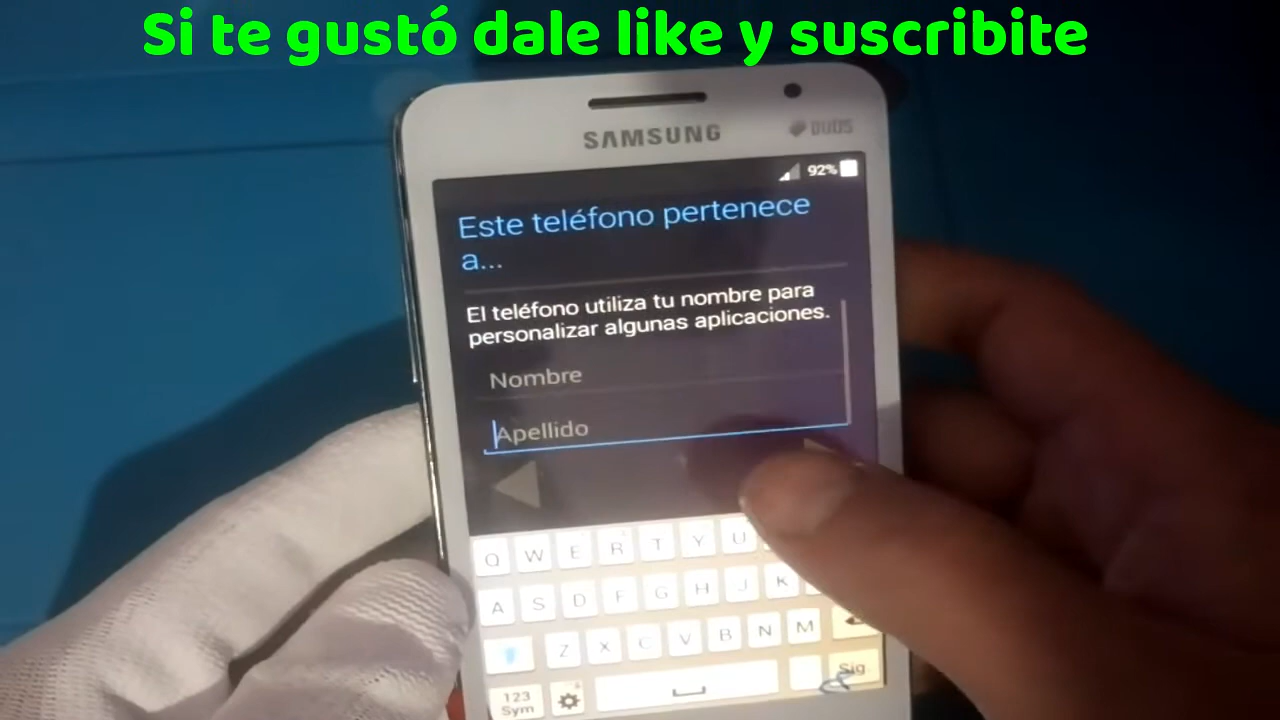 Si te gustó dale like y suscribite
SAMSUNG
DUOS
92%
Este teléfono pertenece
a...
El teléfono utiliza tu nombre para
personalizar algunas aplicaciones.
Nombre
Apellido
Q W E R T Y U
A S D F G H J K
Z X C V B N M
123
Sym
Sig